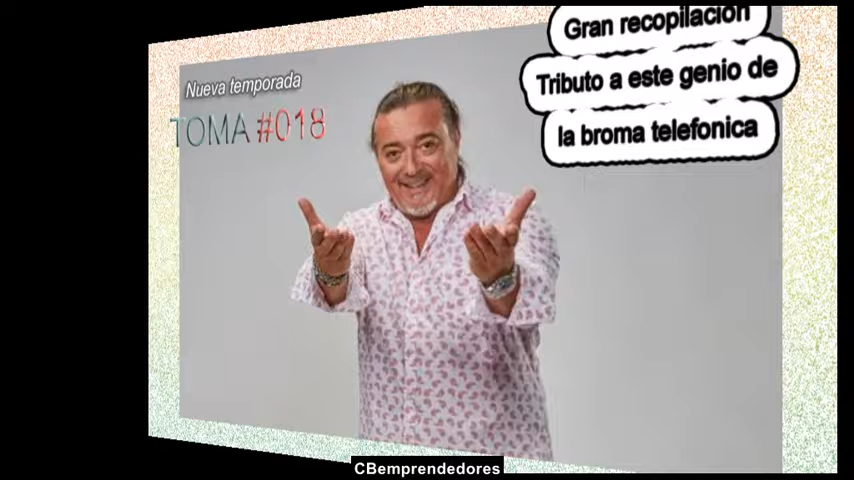 Gran recopilación
Tributo a este genio de
la broma telefonica
Nueva temporada
TOMA #018
CBemprendedores